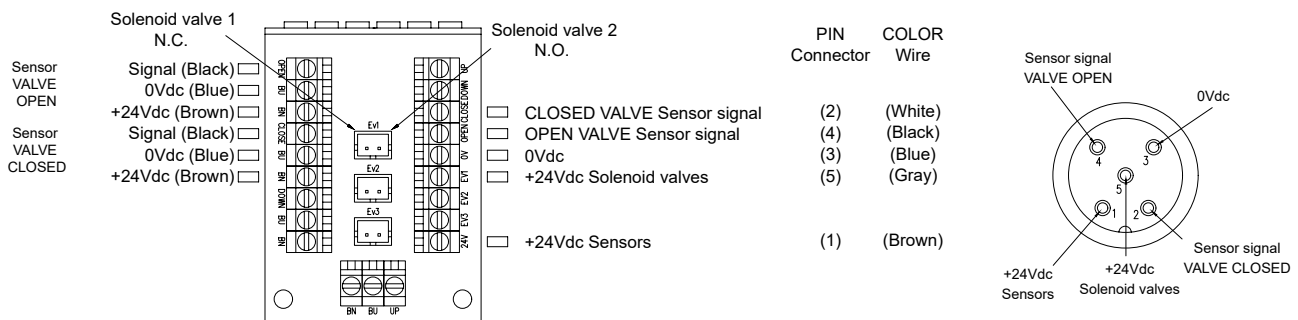 Solenoid valve 1
N.C.
Solenoid valve 2
N.O.
Sensor
VALVE
OPEN
Signal (Black)
0Vdc (Blue)
+24Vdc (Brown)
Sensor
VALVE
CLOSED
Signal (Black)
0Vdc (Blue)
+24Vdc (Brown)
OPEN
BU
BN
CLOSE
BU
BN
DOWN
BU
BN
Ev1
Ev2
Ev3
UP
DOWN
CLOSE
OPEN
0V
EV1
EV2
EV3
24V
BN BU UP
PIN COLOR
Connector Wire
CLOSED VALVE Sensor signal (2) (White)
OPEN VALVE Sensor signal (4) (Black)
0Vdc (3) (Blue)
+24Vdc Solenoid valves (5) (Gray)
+24Vdc Sensors (1) (Brown)
Sensor signal
VALVE OPEN
0Vdc
4
3
5
1
2
+24Vdc
Sensors
+24Vdc
Solenoid valves
Sensor signal
VALVE CLOSED